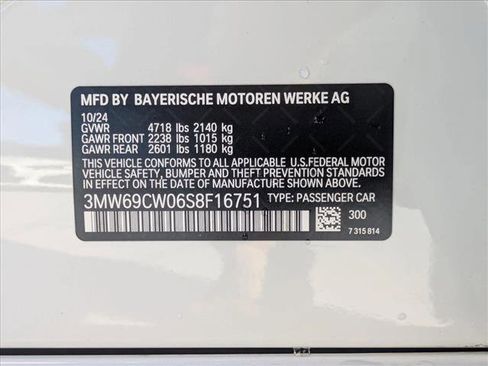 MFD BY BAYERISCHE MOTOREN WERKE AG
10/24
GVWR 4718 lbs 2140 kg
GAWR FRONT 2238 lbs 1015 kg
GAWR REAR 2601 lbs 1180 kg
THIS VEHICLE CONFORMS TO ALL APPLICABLE U.S.FEDERAL MOTOR
VEHICLE SAFETY, BUMPER AND THEFT PREVENTION STANDARDS IN
EFFECT ON THE DATE OF MANUFACTURE SHOWN ABOVE.
3MW69CW06S8F16751 TYPE: PASSENGER CAR
300
7 315 814